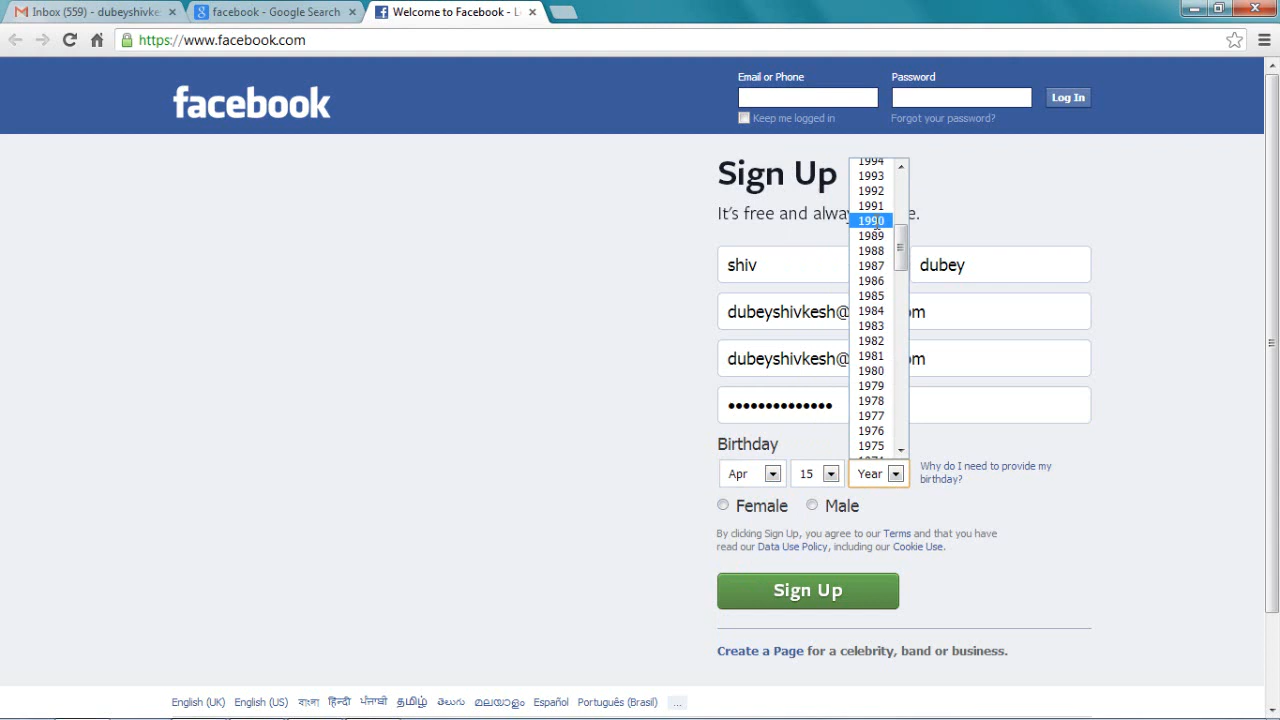 Inbox (559) - dubeyshivke
facebook - Google Search
Welcome to Facebook - L
https://www.facebook.com
facebook
Email or Phone
Password
Log In
Keep me logged in
Forgot your password?
Sign Up
It's free and alway e.
shiv
dubey
dubeyshivkesh@ om
dubeyshivkesh@ om
1994
1993
1992
1991
1990
1989
1988
1987
1986
1985
1984
1983
1982
1981
1980
1979
1978
1977
1976
1975
Birthday
Apr 15 Year
Why do I need to provide my
birthday?
Female Male
By clicking Sign Up, you agree to our Terms and that you have
read our Data Use Policy, including our Cookie Use.
Sign Up
Create a Page for a celebrity, band or business.
English (UK) English (US) বাংলা हिन्दी ਪੰਜਾਬੀ தமிழ் తెలుగు മലയാളം Español Português (Brasil) ...